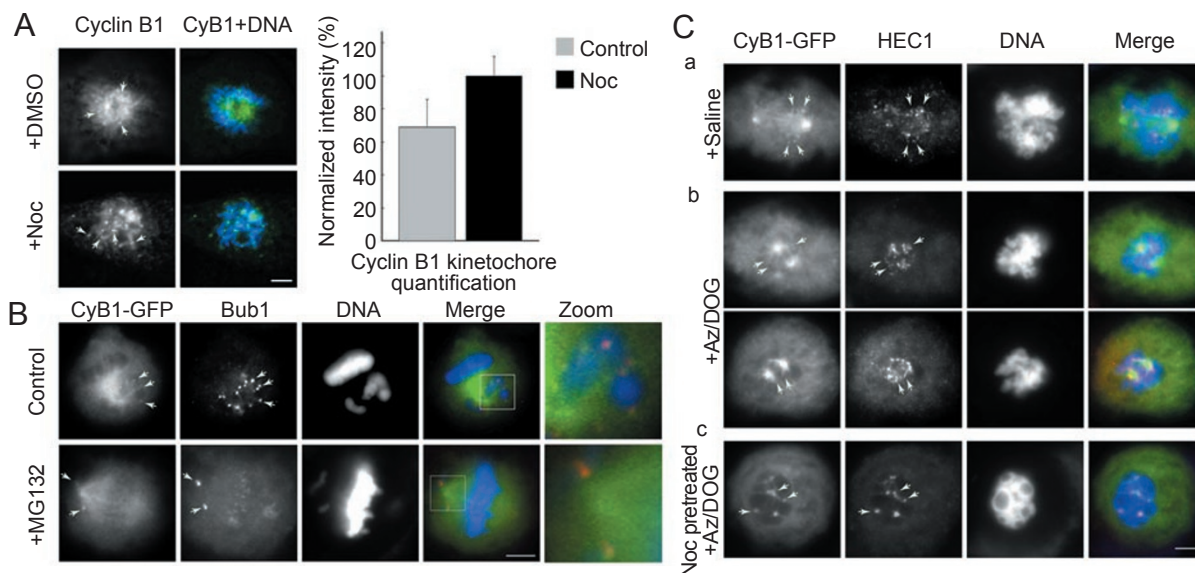 A
Cyclin B1
CyB1+DNA
+DMSO
+Noc
Normalized intensity (%)
120
100
80
60
40
20
0
Control
Noc
Cyclin B1 kinetochore
quantification
B
CyB1-GFP
Bub1
DNA
Merge
Zoom
Control
+MG132
C
CyB1-GFP
HEC1
DNA
Merge
a
+Saline
b
+Az/DOG
c
Noc pretreated
+Az/DOG